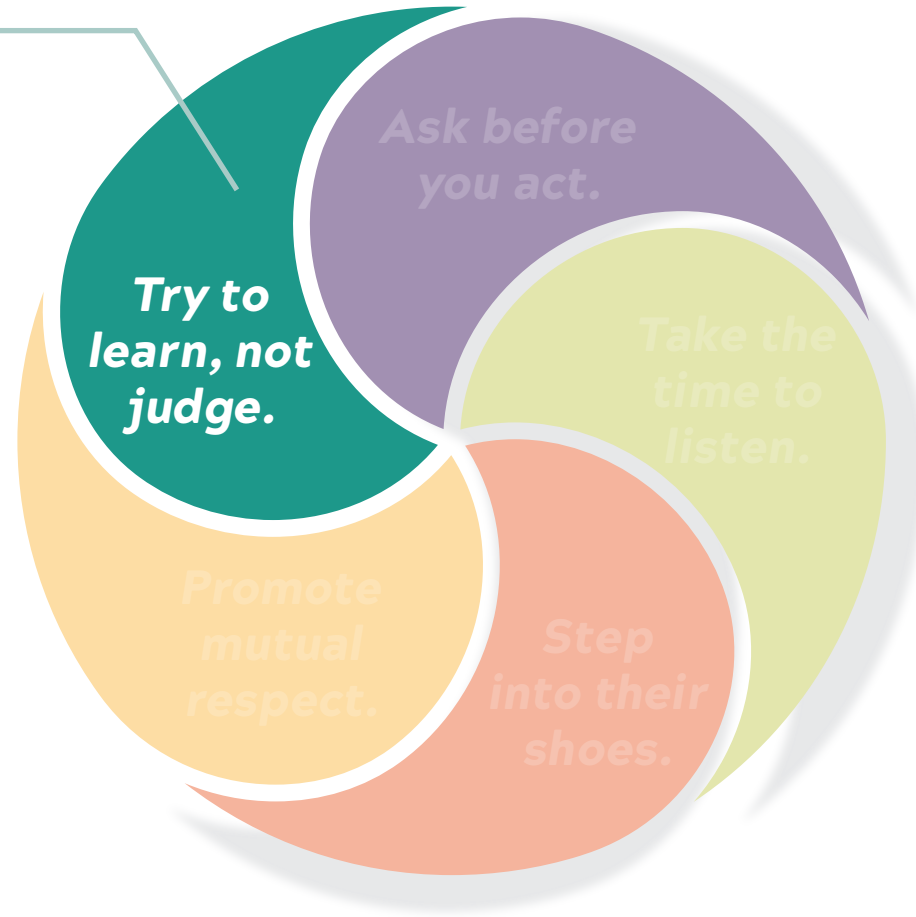 Try to
learn, not
judge.
Ask before
you act.
Take the
time to
listen.
Step
into their
shoes.
Promote
mutual
respect.